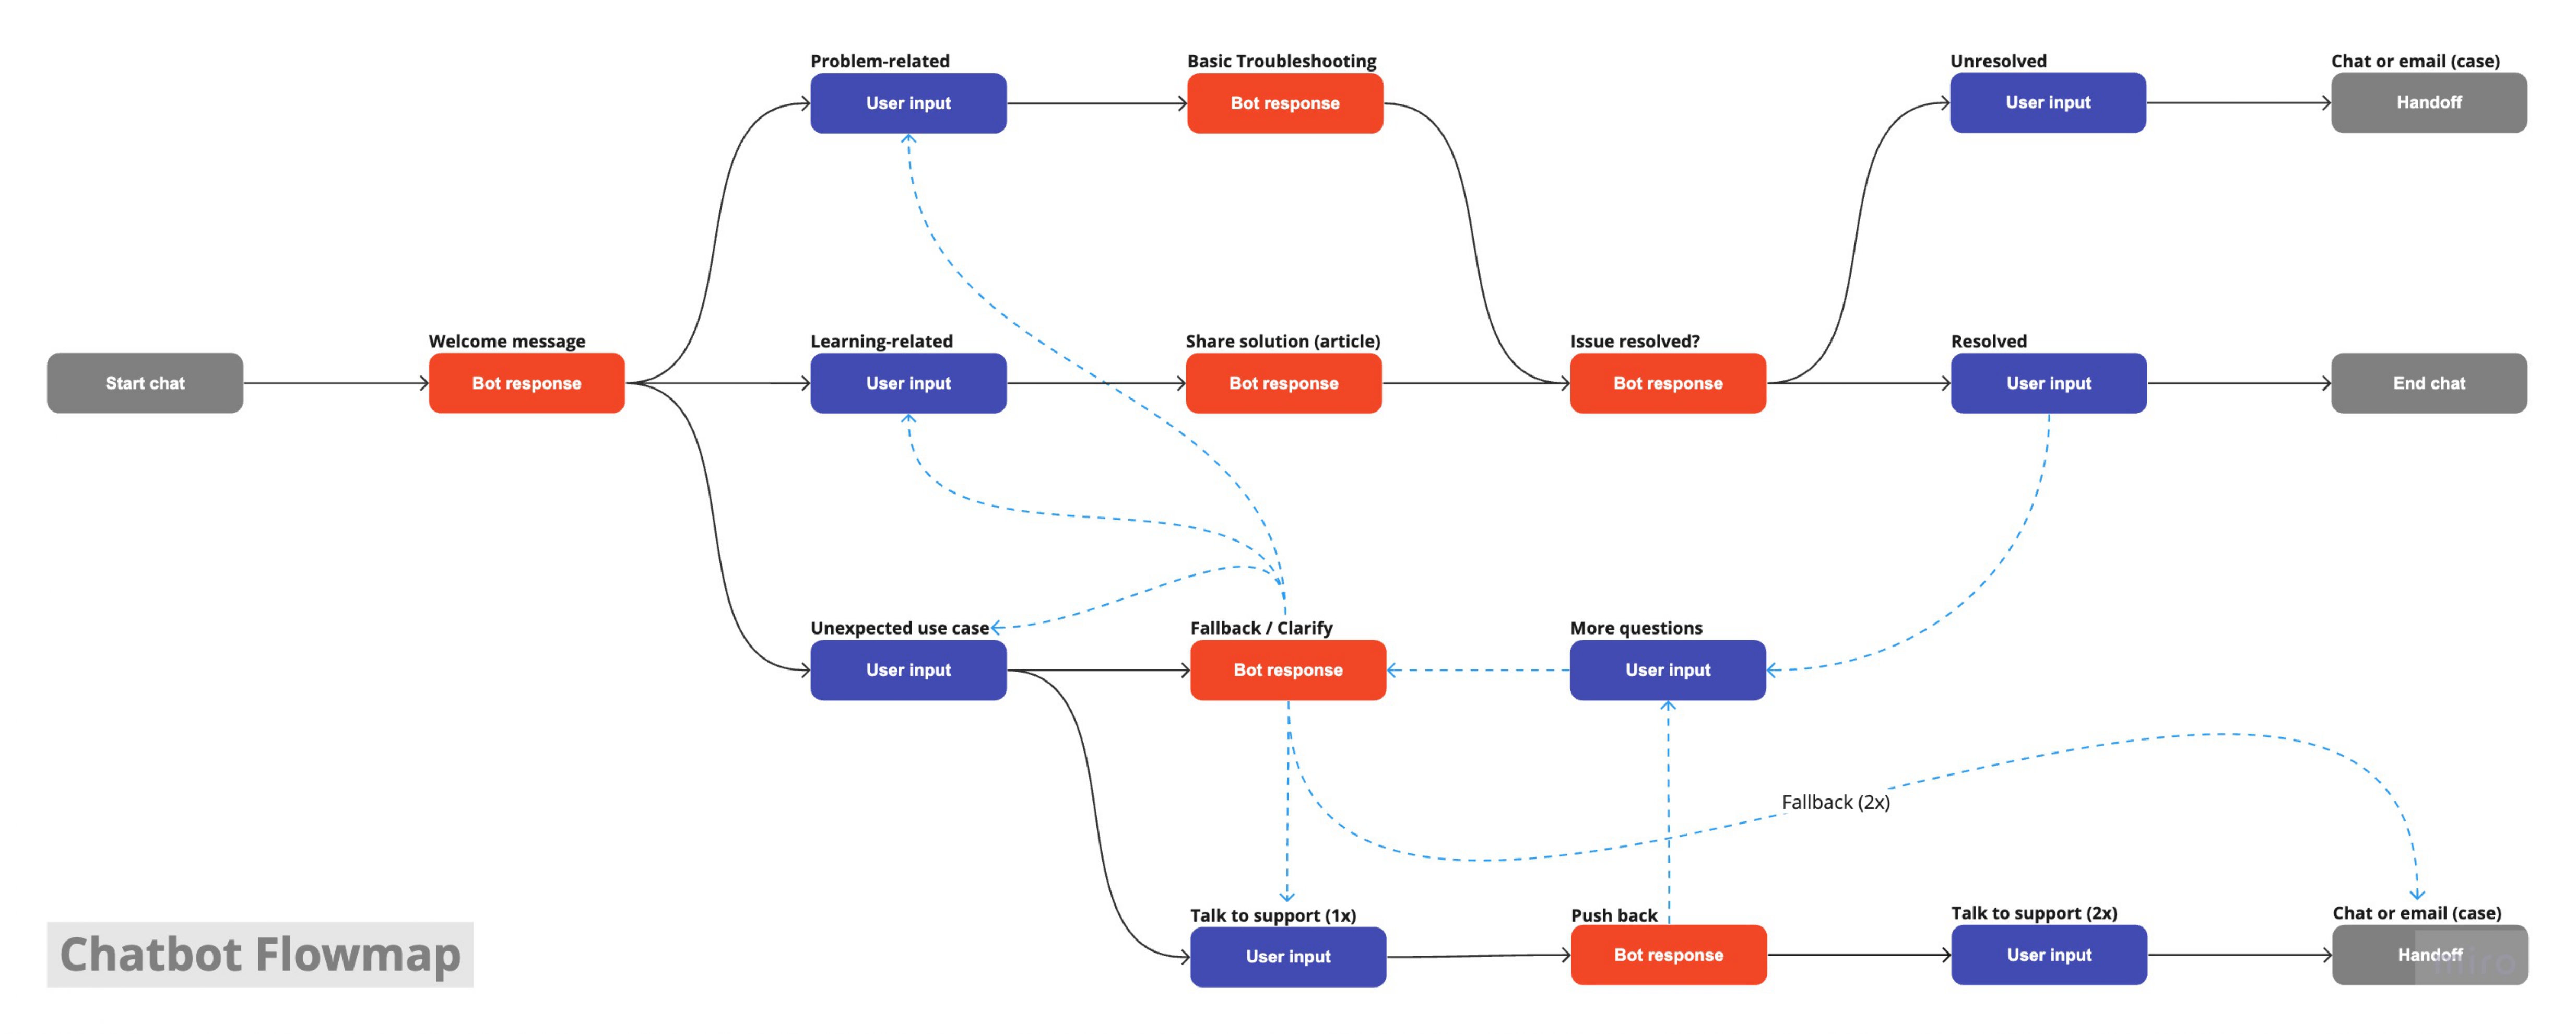 Problem-related
User input
Basic Troubleshooting
Bot response
Unresolved
User input
Chat or email (case)
Handoff
Start chat
Welcome message
Bot response
Learning-related
User input
Share solution (article)
Bot response
Issue resolved?
Bot response
Resolved
User input
End chat
Unexpected use case
User input
Fallback / Clarify
Bot response
More questions
User input
Fallback (2x)
Talk to support (1x)
User input
Push back
Bot response
Talk to support (2x)
User input
Chat or email (case)
Handoff
miro
Chatbot Flowmap